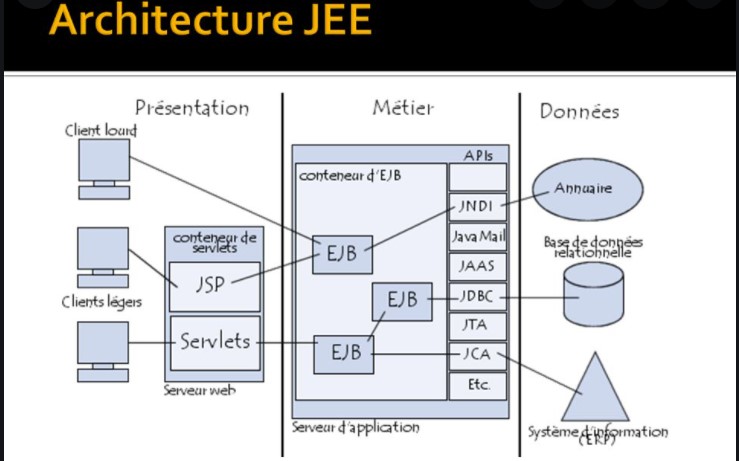 Architecture JEE
Présentation
Métier
Données
Client lourd
APIs
conteneur d'EJB
JNDI
Annuaire
conteneur de
servlets
EJB
Java Mail
Base de données
relationnelle
JSP
JAAS
Clients légers
EJB
JDBC
JTA
Servlets
EJB
JCA
Etc.
Serveur web
Serveur d'application
Système d'information
(ERP)